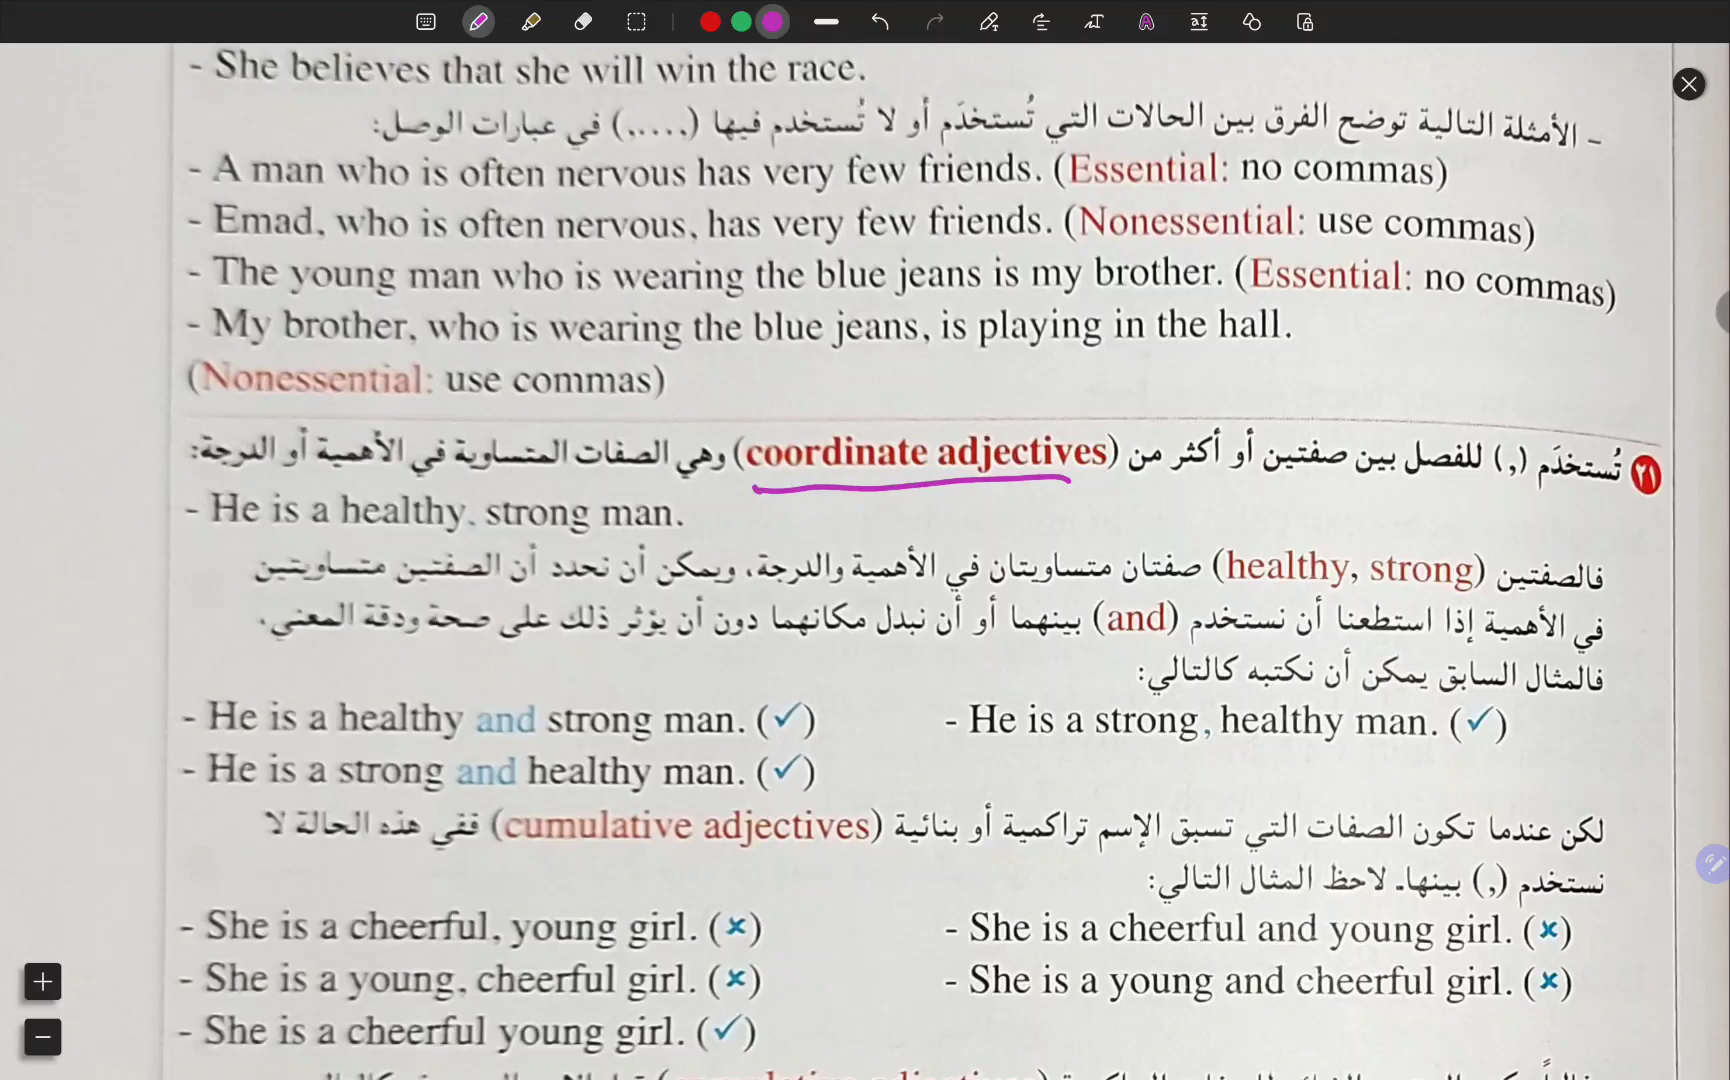 - She believes that she will win the race.
- الأمثلة التالية توضح الفرق بين الحالات التي تُستخدَم أو لا تُستخدم فيها (,....,) في عبارات الوصل:
- A man who is often nervous has very few friends. (Essential: no commas)
- Emad, who is often nervous, has very few friends. (Nonessential: use commas)
- The young man who is wearing the blue jeans is my brother. (Essential: no commas)
- My brother, who is wearing the blue jeans, is playing in the hall.
(Nonessential: use commas)
٢١ تُستخدَم (,) للفصل بين صفتين أو أكثر من (coordinate adjectives) وهي الصفات المتساوية في الأهمية أو الدرجة:
- He is a healthy, strong man.
فالصفتين (healthy, strong) صفتان متساويتان في الأهمية والدرجة، ويمكن أن نحدد أن الصفتين متساويتين
في الأهمية إذا استطعنا أن نستخدم (and) بينهما أو أن نبدل مكانهما دون أن يؤثر ذلك على صحة ودقة المعني،
فالمثال السابق يمكن أن نكتبه كالتالي:
- He is a healthy and strong man. (✓) - He is a strong, healthy man. (✓)
- He is a strong and healthy man. (✓)
لكن عندما تكون الصفات التي تسبق الإسم تراكمية أو بنائية (cumulative adjectives) ففي هذه الحالة لا
نستخدم (,) بينها. لاحظ المثال التالي:
- She is a cheerful, young girl. (×) - She is a cheerful and young girl. (×)
- She is a young, cheerful girl. (×) - She is a young and cheerful girl. (×)
- She is a cheerful young girl. (✓)